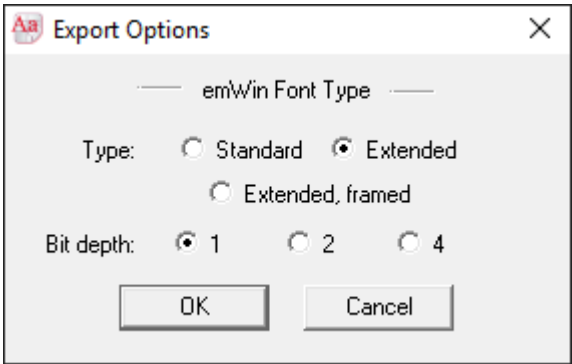 Aa Export Options
emWin Font Type
Type: Standard Extended
Extended, framed
Bit depth: 1 2 4
OK Cancel